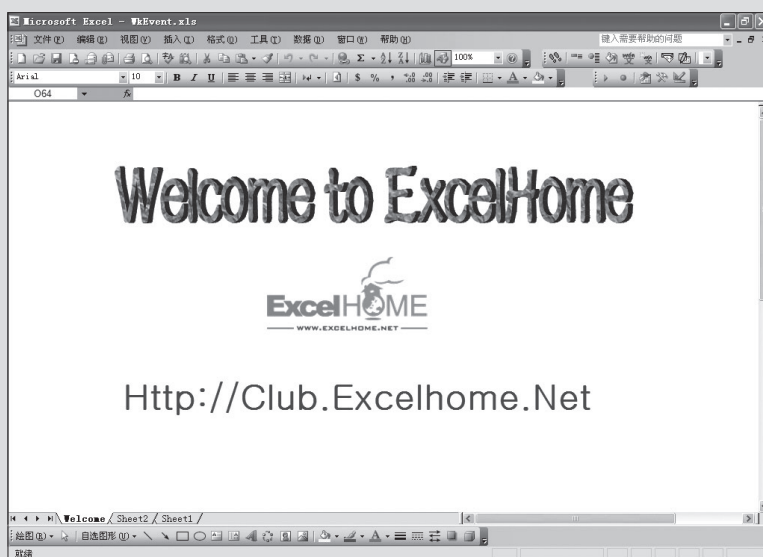 Microsoft Excel - WkEvent.xls
文件(F) 编辑(E) 视图(V) 插入(I) 格式(O) 工具(T) 数据(D) 窗口(W) 帮助(H) 键入需要帮助的问题
100%
Arial 10 B I U $ % ,
O64 fx
Welcome to ExcelHome
ExcelHOME
WWW.EXCELHOME.NET
Http://Club.Excelhome.Net
Welcome Sheet2 Sheet1
绘图(R) 自选图形(U)
就绪